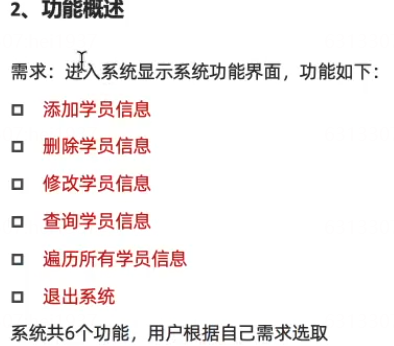 2、功能概述
需求：进入系统显示系统功能界面，功能如下：
添加学员信息
删除学员信息
修改学员信息
查询学员信息
遍历所有学员信息
退出系统
系统共6个功能，用户根据自己需求选取